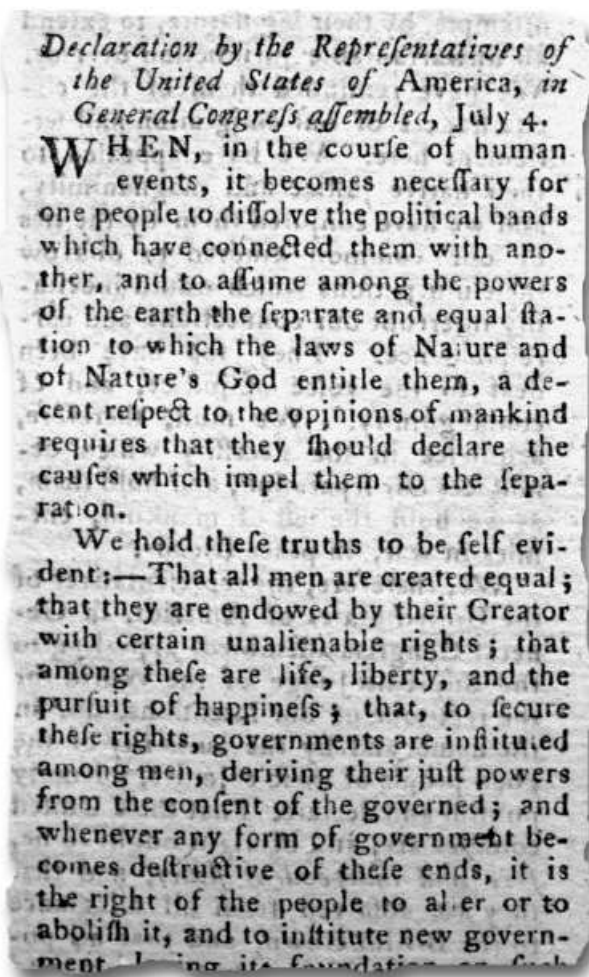 Declaration by the Repreſentatives of
the United States of America, in
General Congreſs aſſembled, July 4.
WHEN, in the courſe of human
events, it becomes neceſſary for
one people to diſſolve the political bands
which have connected them with ano-
ther, and to aſſume among the powers
of the earth the ſeparate and equal ſta-
tion to which the laws of Nature and
of Nature's God entitle them, a de-
cent reſpect to the opinions of mankind
requires that they ſhould declare the
cauſes which impel them to the ſepa-
ration.
We hold theſe truths to be ſelf evi-
dent:—That all men are created equal;
that they are endowed by their Creator
with certain unalienable rights; that
among theſe are life, liberty, and the
purſuit of happineſs; that, to ſecure
theſe rights, governments are inſtituted
among men, deriving their juſt powers
from the conſent of the governed; and
whenever any form of government be-
comes deſtructive of theſe ends, it is
the right of the people to alter or to
aboliſh it, and to inſtitute new govern-
ment, laying its foundation on ſuch